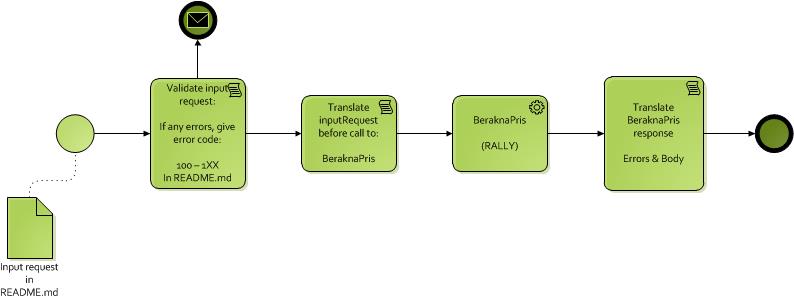 Validate input
request:
If any errors, give
error code:
100 – 1XX
In README.md
Translate
inputRequest
before call to:
BeraknaPris
BeraknaPris
(RALLY)
Translate
BeraknaPris
response
Errors & Body
Input request
in
README.md